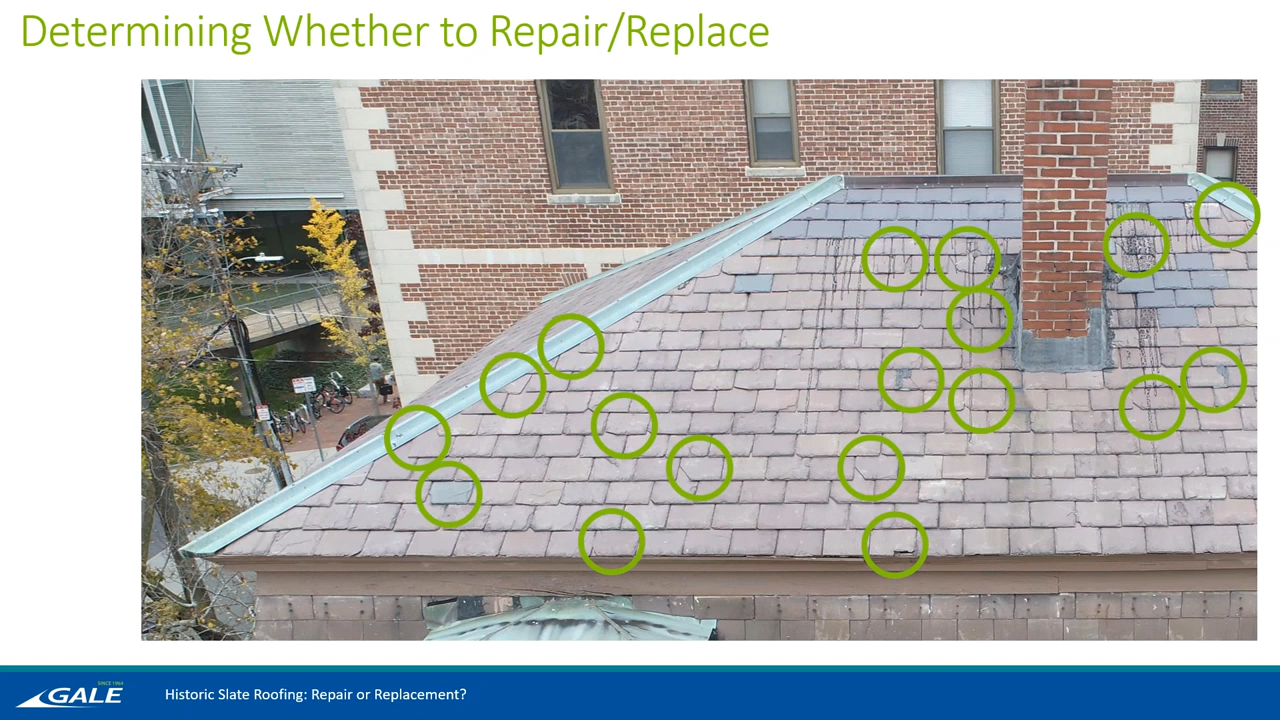 Determining Whether to Repair/Replace
SINCE 1964
GALE
Historic Slate Roofing: Repair or Replacement?